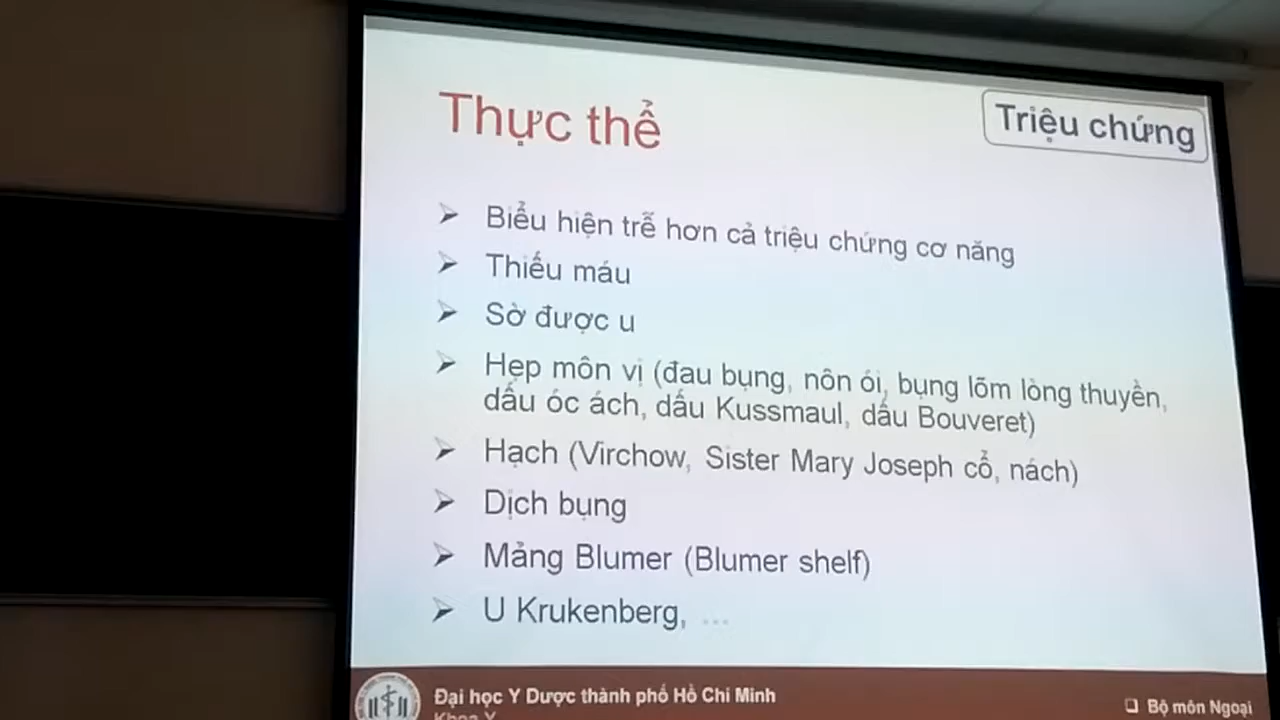 Thực thể
Triệu chứng
➢ Biểu hiện trễ hơn cả triệu chứng cơ năng
➢ Thiếu máu
➢ Sờ được u
➢ Hẹp môn vị (đau bụng, nôn ói, bụng lõm lòng thuyền,
dấu óc ách, dấu Kussmaul, dấu Bouveret)
➢ Hạch (Virchow, Sister Mary Joseph cổ, nách)
➢ Dịch bụng
➢ Mảng Blumer (Blumer shelf)
➢ U Krukenberg, ...
Đại học Y Dược thành phố Hồ Chí Minh
Khoa Y
❑ Bộ môn Ngoại